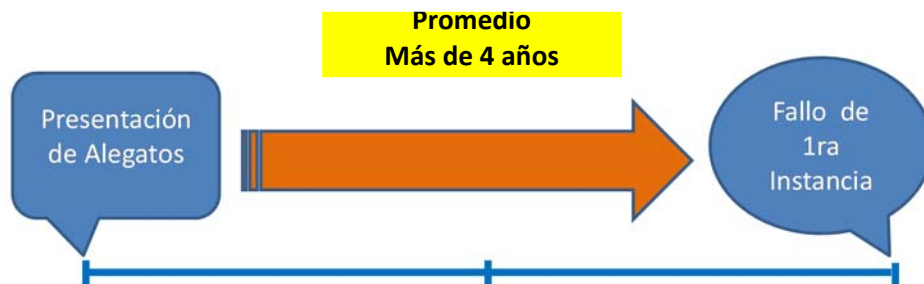 Promedio
Más de 4 años
Presentación
de Alegatos
Fallo de
1ra
Instancia